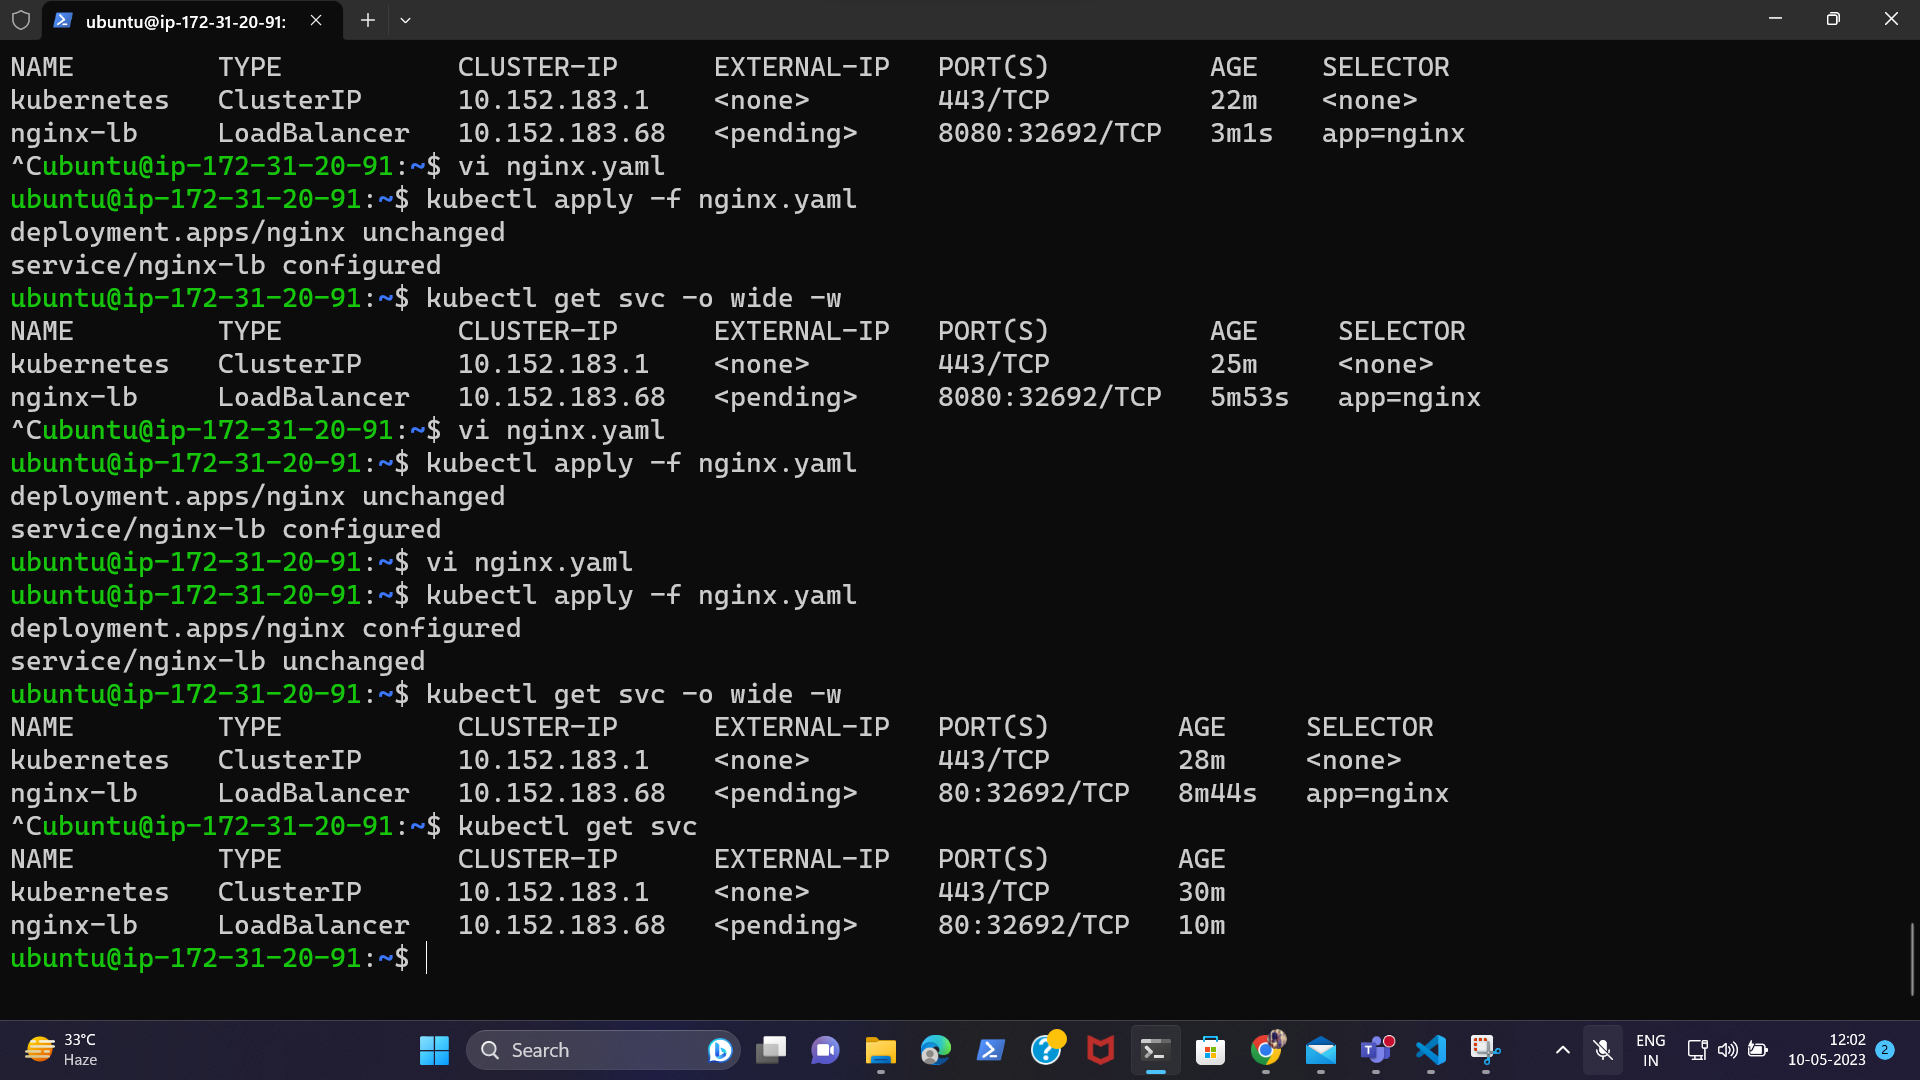 ubuntu@ip-172-31-20-91:
NAME TYPE CLUSTER-IP EXTERNAL-IP PORT(S) AGE SELECTOR
kubernetes ClusterIP 10.152.183.1 <none> 443/TCP 22m <none>
nginx-lb LoadBalancer 10.152.183.68 <pending> 8080:32692/TCP 3m1s app=nginx
^Cubuntu@ip-172-31-20-91:~$ vi nginx.yaml
ubuntu@ip-172-31-20-91:~$ kubectl apply -f nginx.yaml
deployment.apps/nginx unchanged
service/nginx-lb configured
ubuntu@ip-172-31-20-91:~$ kubectl get svc -o wide -w
NAME TYPE CLUSTER-IP EXTERNAL-IP PORT(S) AGE SELECTOR
kubernetes ClusterIP 10.152.183.1 <none> 443/TCP 25m <none>
nginx-lb LoadBalancer 10.152.183.68 <pending> 8080:32692/TCP 5m53s app=nginx
^Cubuntu@ip-172-31-20-91:~$ vi nginx.yaml
ubuntu@ip-172-31-20-91:~$ kubectl apply -f nginx.yaml
deployment.apps/nginx unchanged
service/nginx-lb configured
ubuntu@ip-172-31-20-91:~$ vi nginx.yaml
ubuntu@ip-172-31-20-91:~$ kubectl apply -f nginx.yaml
deployment.apps/nginx configured
service/nginx-lb unchanged
ubuntu@ip-172-31-20-91:~$ kubectl get svc -o wide -w
NAME TYPE CLUSTER-IP EXTERNAL-IP PORT(S) AGE SELECTOR
kubernetes ClusterIP 10.152.183.1 <none> 443/TCP 28m <none>
nginx-lb LoadBalancer 10.152.183.68 <pending> 80:32692/TCP 8m44s app=nginx
^Cubuntu@ip-172-31-20-91:~$ kubectl get svc
NAME TYPE CLUSTER-IP EXTERNAL-IP PORT(S) AGE
kubernetes ClusterIP 10.152.183.1 <none> 443/TCP 30m
nginx-lb LoadBalancer 10.152.183.68 <pending> 80:32692/TCP 10m
ubuntu@ip-172-31-20-91:~$
33°C
Haze
Search
ENG
IN
12:02
10-05-2023
2